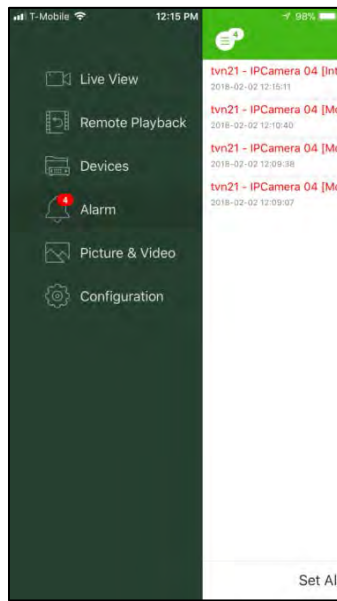 T-Mobile 12:15 PM
98%
4
Live View
Remote Playback
Devices
4
Alarm
Picture & Video
Configuration
tvn21 - IPCamera 04 [Int
2018-02-02 12:15:11
tvn21 - IPCamera 04 [Mo
2018-02-02 12:10:40
tvn21 - IPCamera 04 [Mo
2018-02-02 12:09:38
tvn21 - IPCamera 04 [Mo
2018-02-02 12:09:07
Set Al